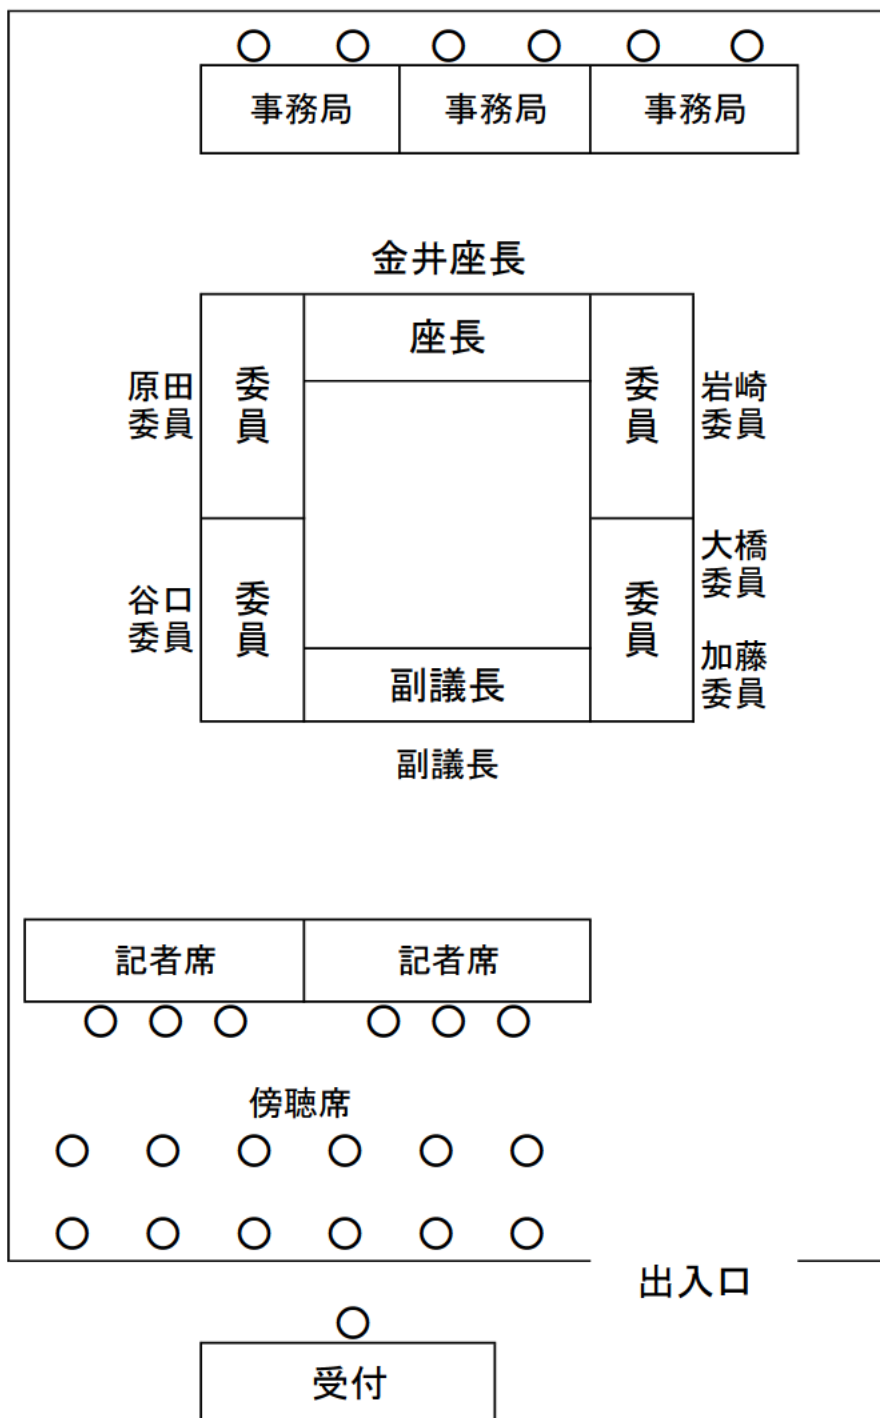 事務局 事務局 事務局
金井座長
座長
原田
委員
委員
委員
岩崎
委員
谷口
委員
委員
委員
大橋
委員
加藤
委員
副議長
副議長
記者席 記者席
傍聴席
出入口
受付